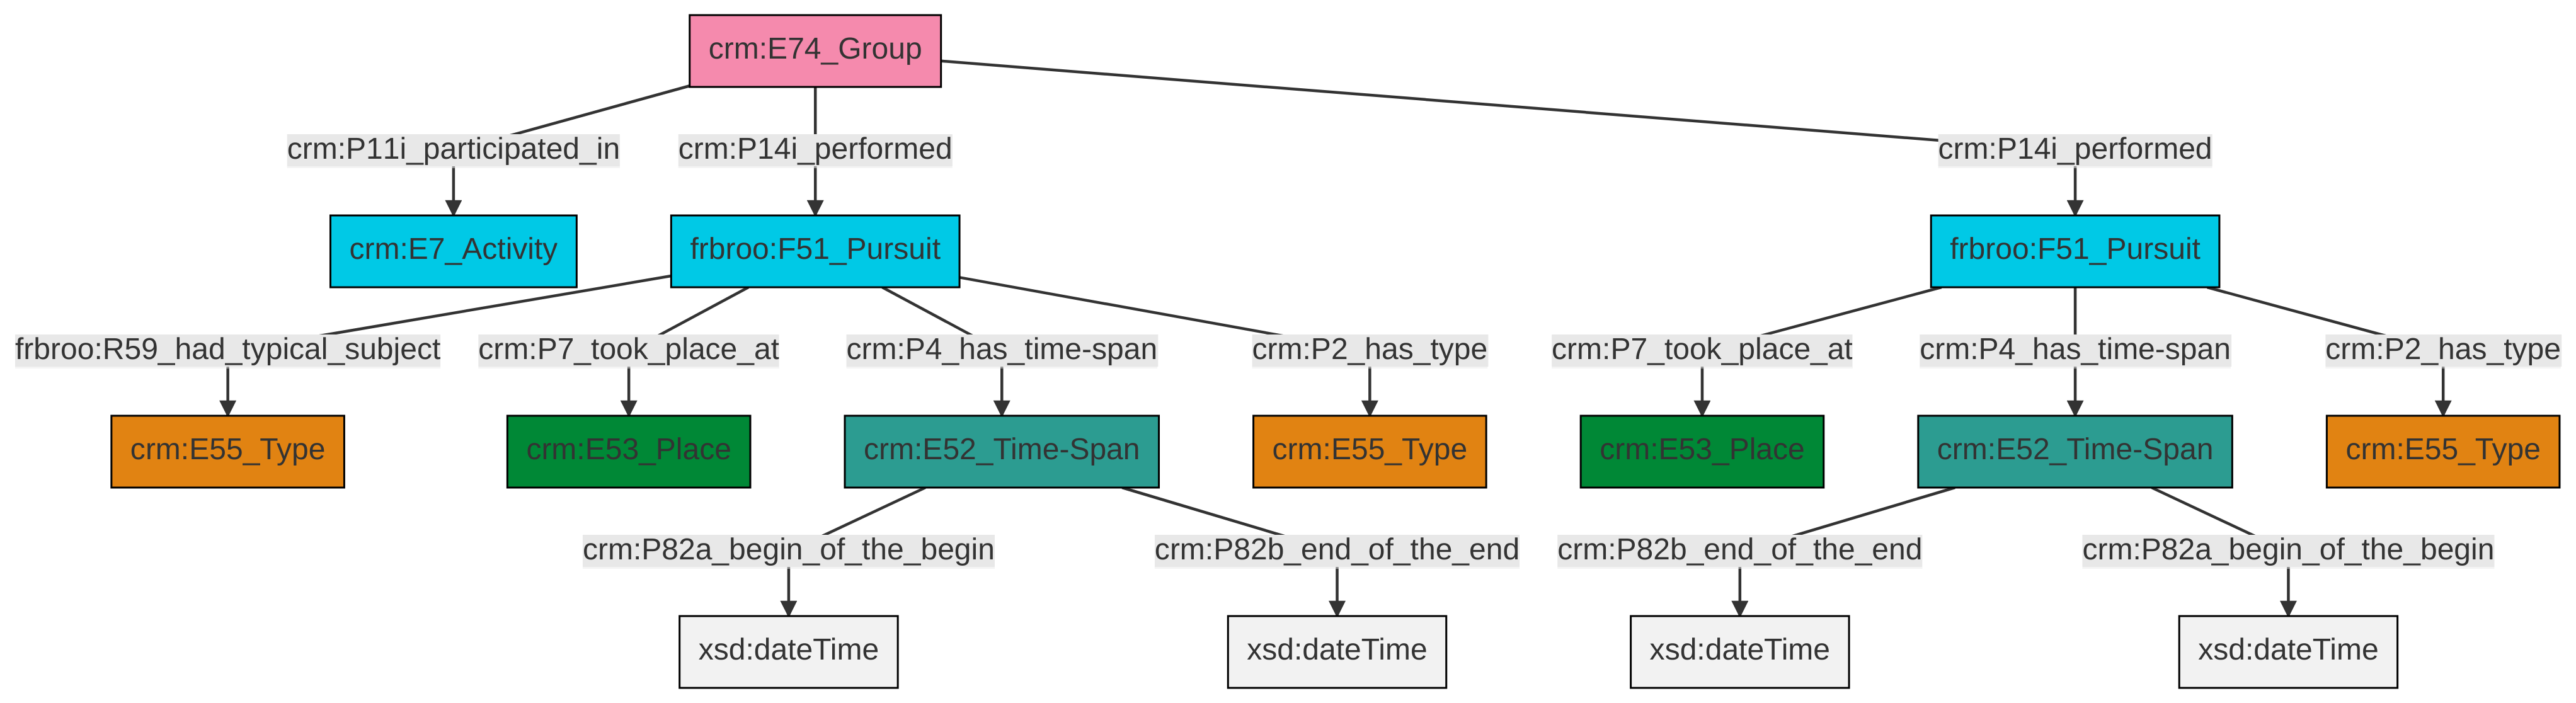 crm:E74_Group
crm:P11i_participated_in
crm:P14i_performed
crm:P14i_performed
crm:E7_Activity
frbroo:F51_Pursuit
frbroo:F51_Pursuit
frbroo:R59_had_typical_subject
crm:P7_took_place_at
crm:P4_has_time-span
crm:P2_has_type
crm:P7_took_place_at
crm:P4_has_time-span
crm:P2_has_type
crm:E55_Type
crm:E53_Place
crm:E52_Time-Span
crm:E55_Type
crm:E53_Place
crm:E52_Time-Span
crm:E55_Type
crm:P82a_begin_of_the_begin
crm:P82b_end_of_the_end
crm:P82b_end_of_the_end
crm:P82a_begin_of_the_begin
xsd:dateTime
xsd:dateTime
xsd:dateTime
xsd:dateTime